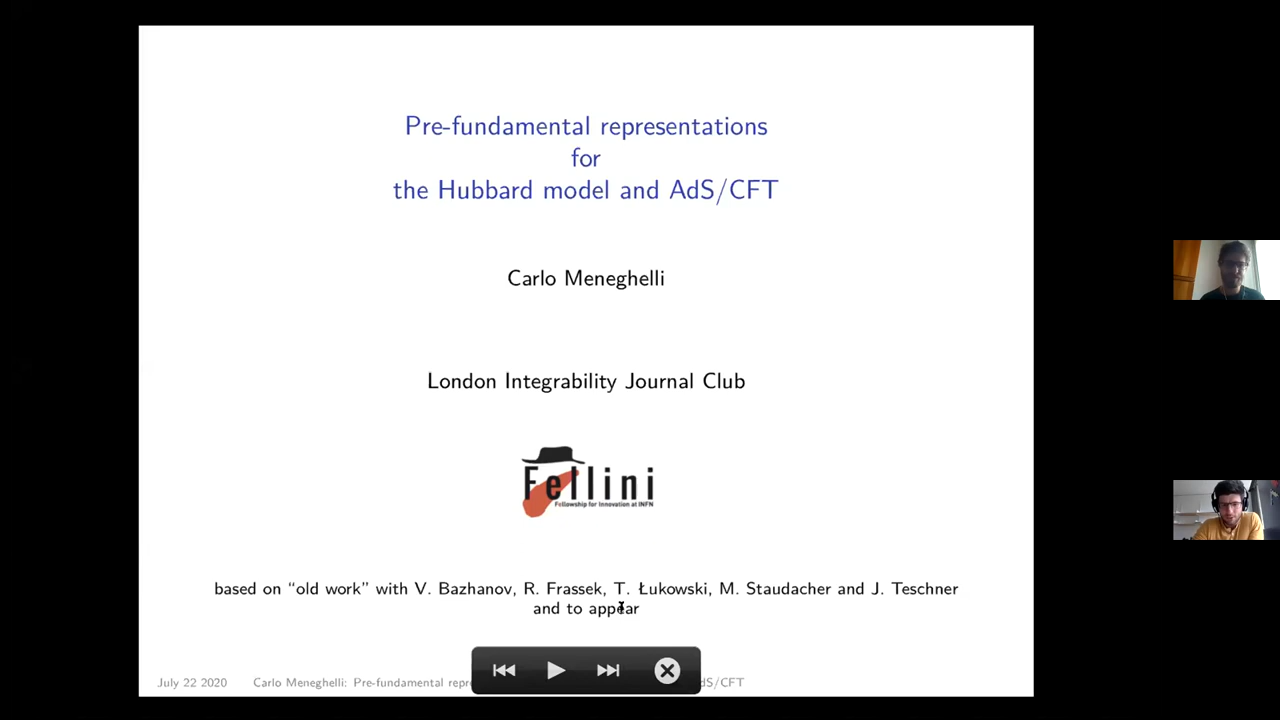 Pre-fundamental representations
for
the Hubbard model and AdS/CFT
Carlo Meneghelli
London Integrability Journal Club
Fellini
Fellowship for Innovation at INFN
based on “old work” with V. Bazhanov, R. Frassek, T. Łukowski, M. Staudacher and J. Teschner
and to appear
July 22 2020 Carlo Meneghelli: Pre-fundamental repre dS/CFT